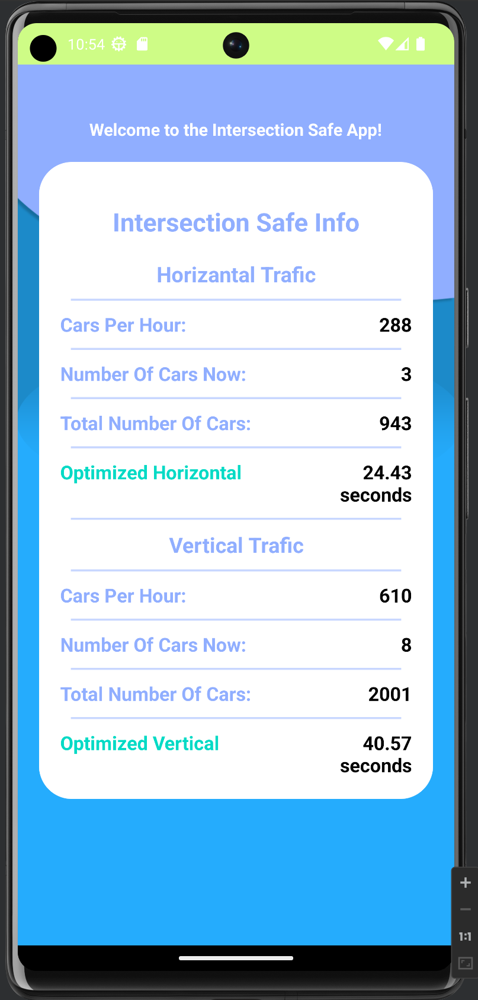 10:54
Welcome to the Intersection Safe App!
Intersection Safe Info
Horizantal Trafic
Cars Per Hour: 288
Number Of Cars Now: 3
Total Number Of Cars: 943
Optimized Horizontal 24.43
seconds
Vertical Trafic
Cars Per Hour: 610
Number Of Cars Now: 8
Total Number Of Cars: 2001
Optimized Vertical 40.57
seconds
1:1